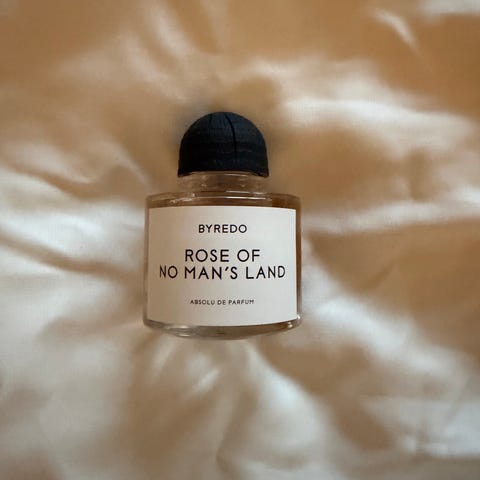 BYREDO
ROSE OF
NO MAN'S LAND
ABSOLU DE PARFUM